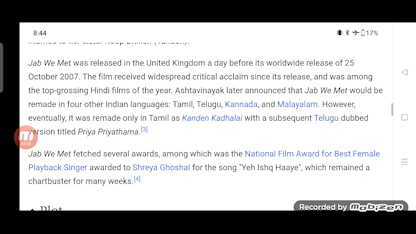 8:44
17%
Jab We Met was released in the United Kingdom a day before its worldwide release of 25
October 2007. The film received widespread critical acclaim since its release, and was among
the top-grossing Hindi films of the year. Ashtavinayak later announced that Jab We Met would be
remade in four other Indian languages: Tamil, Telugu, Kannada, and Malayalam. However,
eventually, it was remade only in Tamil as Kanden Kadhalai with a subsequent Telugu dubbed
version titled Priya Priyathama.[3]
Jab We Met fetched several awards, among which was the National Film Award for Best Female
Playback Singer awarded to Shreya Ghoshal for the song "Yeh Ishq Haaye", which remained a
chartbuster for many weeks.[4]
Plot
Recorded by Mobizen